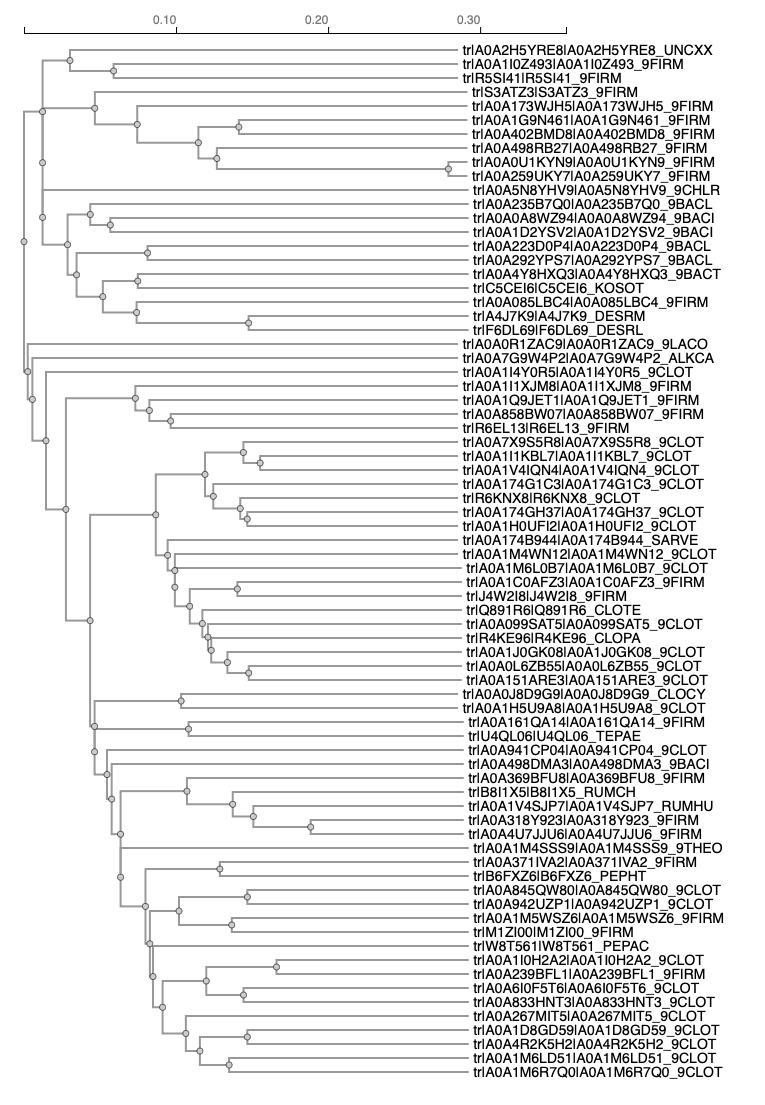 0.10 0.20 0.30
tr|A0A2H5YRE8|A0A2H5YRE8_UNCXX
tr|A0A1I0Z493|A0A1I0Z493_9FIRM
tr|R5SI41|R5SI41_9FIRM
tr|S3ATZ3|S3ATZ3_9FIRM
tr|A0A173WJH5|A0A173WJH5_9FIRM
tr|A0A1G9N461|A0A1G9N461_9FIRM
tr|A0A402BMD8|A0A402BMD8_9FIRM
tr|A0A498RB27|A0A498RB27_9FIRM
tr|A0A0U1KYN9|A0A0U1KYN9_9FIRM
tr|A0A259UKY7|A0A259UKY7_9FIRM
tr|A0A5N8YHV9|A0A5N8YHV9_9CHLR
tr|A0A235B7Q0|A0A235B7Q0_9BACL
tr|A0A0A8WZ94|A0A0A8WZ94_9BACI
tr|A0A1D2YSV2|A0A1D2YSV2_9BACI
tr|A0A223D0P4|A0A223D0P4_9BACL
tr|A0A292YPS7|A0A292YPS7_9BACL
tr|A0A4Y8HXQ3|A0A4Y8HXQ3_9BACT
tr|C5CEI6|C5CEI6_KOSOT
tr|A0A085LBC4|A0A085LBC4_9FIRM
tr|A4J7K9|A4J7K9_DESRM
tr|F6DL69|F6DL69_DESRL
tr|A0A0R1ZAC9|A0A0R1ZAC9_9LACO
tr|A0A7G9W4P2|A0A7G9W4P2_ALKCA
tr|A0A1I4Y0R5|A0A1I4Y0R5_9CLOT
tr|A0A1I1XJM8|A0A1I1XJM8_9FIRM
tr|A0A1Q9JET1|A0A1Q9JET1_9FIRM
tr|A0A858BW07|A0A858BW07_9FIRM
tr|R6EL13|R6EL13_9FIRM
tr|A0A7X9S5R8|A0A7X9S5R8_9CLOT
tr|A0A1I1KBL7|A0A1I1KBL7_9CLOT
tr|A0A1V4IQN4|A0A1V4IQN4_9CLOT
tr|A0A174G1C3|A0A174G1C3_9CLOT
tr|R6KNX8|R6KNX8_9CLOT
tr|A0A174GH37|A0A174GH37_9CLOT
tr|A0A1H0UFI2|A0A1H0UFI2_9CLOT
tr|A0A174B944|A0A174B944_SARVE
tr|A0A1M4WN12|A0A1M4WN12_9CLOT
tr|A0A1M6L0B7|A0A1M6L0B7_9CLOT
tr|A0A1C0AFZ3|A0A1C0AFZ3_9FIRM
tr|J4W2I8|J4W2I8_9FIRM
tr|Q891R6|Q891R6_CLOTE
tr|A0A099SAT5|A0A099SAT5_9CLOT
tr|R4KE96|R4KE96_CLOPA
tr|A0A1J0GK08|A0A1J0GK08_9CLOT
tr|A0A0L6ZB55|A0A0L6ZB55_9CLOT
tr|A0A151ARE3|A0A151ARE3_9CLOT
tr|A0A0J8D9G9|A0A0J8D9G9_CLOCY
tr|A0A1H5U9A8|A0A1H5U9A8_9CLOT
tr|A0A161QA14|A0A161QA14_9FIRM
tr|U4QL06|U4QL06_TEPAE
tr|A0A941CP04|A0A941CP04_9CLOT
tr|A0A498DMA3|A0A498DMA3_9BACI
tr|A0A369BFU8|A0A369BFU8_9FIRM
tr|B8I1X5|B8I1X5_RUMCH
tr|A0A1V4SJP7|A0A1V4SJP7_RUMHU
tr|A0A318Y923|A0A318Y923_9FIRM
tr|A0A4U7JJU6|A0A4U7JJU6_9FIRM
tr|A0A1M4SSS9|A0A1M4SSS9_9THEO
tr|A0A371IVA2|A0A371IVA2_9FIRM
tr|B6FXZ6|B6FXZ6_PEPHT
tr|A0A845QW80|A0A845QW80_9CLOT
tr|A0A942UZP1|A0A942UZP1_9CLOT
tr|A0A1M5WSZ6|A0A1M5WSZ6_9FIRM
tr|M1ZI00|M1ZI00_9FIRM
tr|W8T561|W8T561_PEPAC
tr|A0A1I0H2A2|A0A1I0H2A2_9CLOT
tr|A0A239BFL1|A0A239BFL1_9FIRM
tr|A0A6I0F5T6|A0A6I0F5T6_9CLOT
tr|A0A833HNT3|A0A833HNT3_9CLOT
tr|A0A267MIT5|A0A267MIT5_9CLOT
tr|A0A1D8GD59|A0A1D8GD59_9CLOT
tr|A0A4R2K5H2|A0A4R2K5H2_9CLOT
tr|A0A1M6LD51|A0A1M6LD51_9CLOT
tr|A0A1M6R7Q0|A0A1M6R7Q0_9CLOT